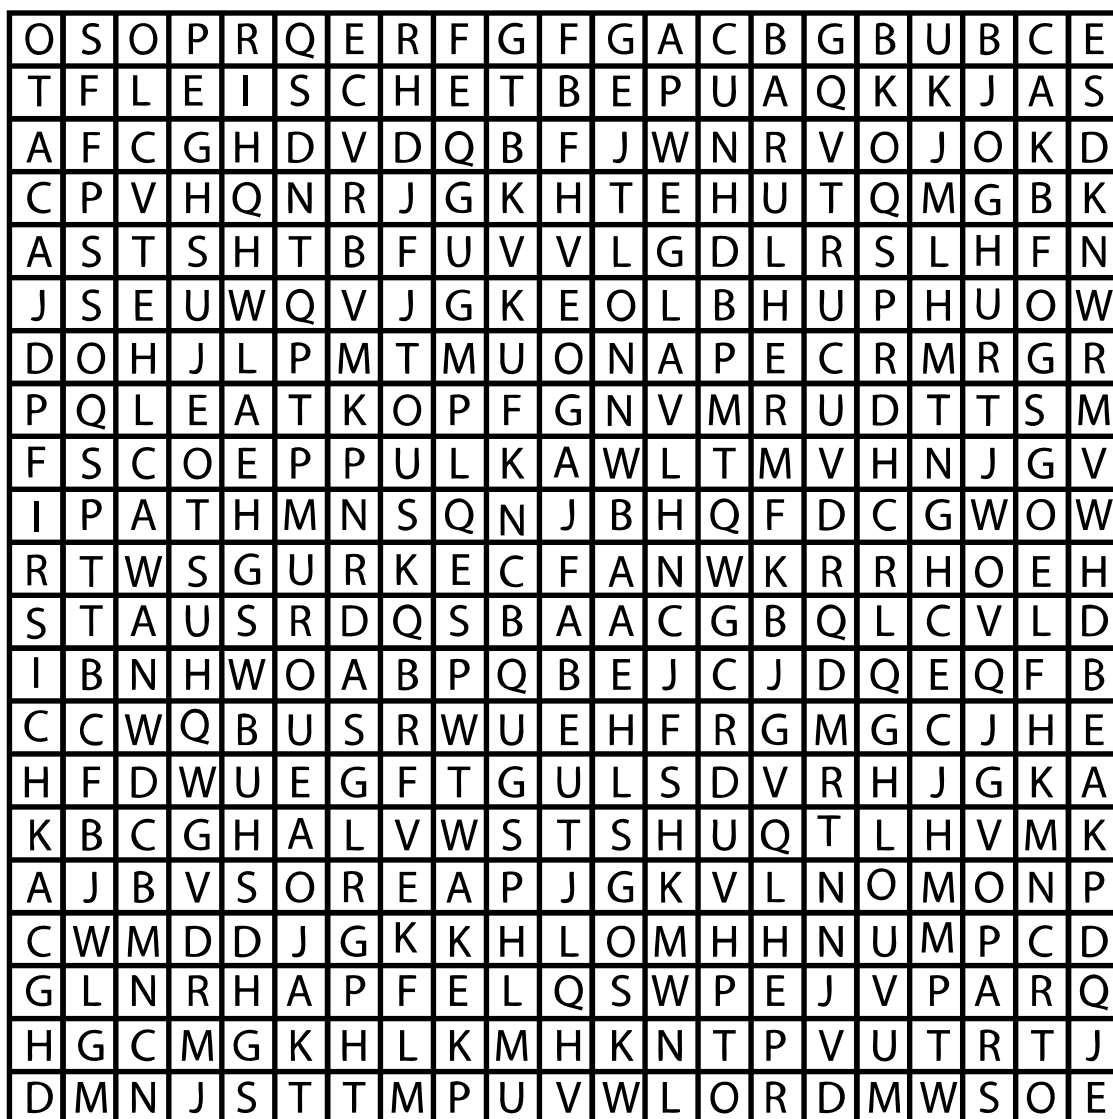 O S O P R Q E R F G F G A C B G B U B C E
T F L E I S C H E T B E P U A Q K K J A S
A F C G H D V D Q B F J W N R V O J O K D
C P V H Q N R J G K H T E H U T Q M G B K
A S T S H T B F U V V L G D L R S L H F N
J S E U W Q V J G K E O L B H U P H U O W
D O H J L P M T M U O N A P E C R M R G R
P Q L E A T K O P F G N V M R U D T T S M
F S C O E P P U L K A W L T M V H N J G V
I P A T H M N S Q N J B H Q F D C G W O W
R T W S G U R K E C F A N W K R R H O E H
S T A U S R D Q S B A A C G B Q L C V L D
I B N H W O A B P Q B E J C J D Q E Q F B
C C W Q B U S R W U E H F R G M G C J H E
H F D W U E G F T G U L S D V R H J G K A
K B C G H A L V W S T S H U Q T L H V M K
A J B V S O R E A P J G K V L N O M O N P
C W M D D J G K K H L O M H H N U M P C D
G L N R H A P F E L Q S W P E J V P A R Q
H G C M G K H L K M H K N T P V U T R T J
D M N J S T T M P U V W L O R D M W S O E